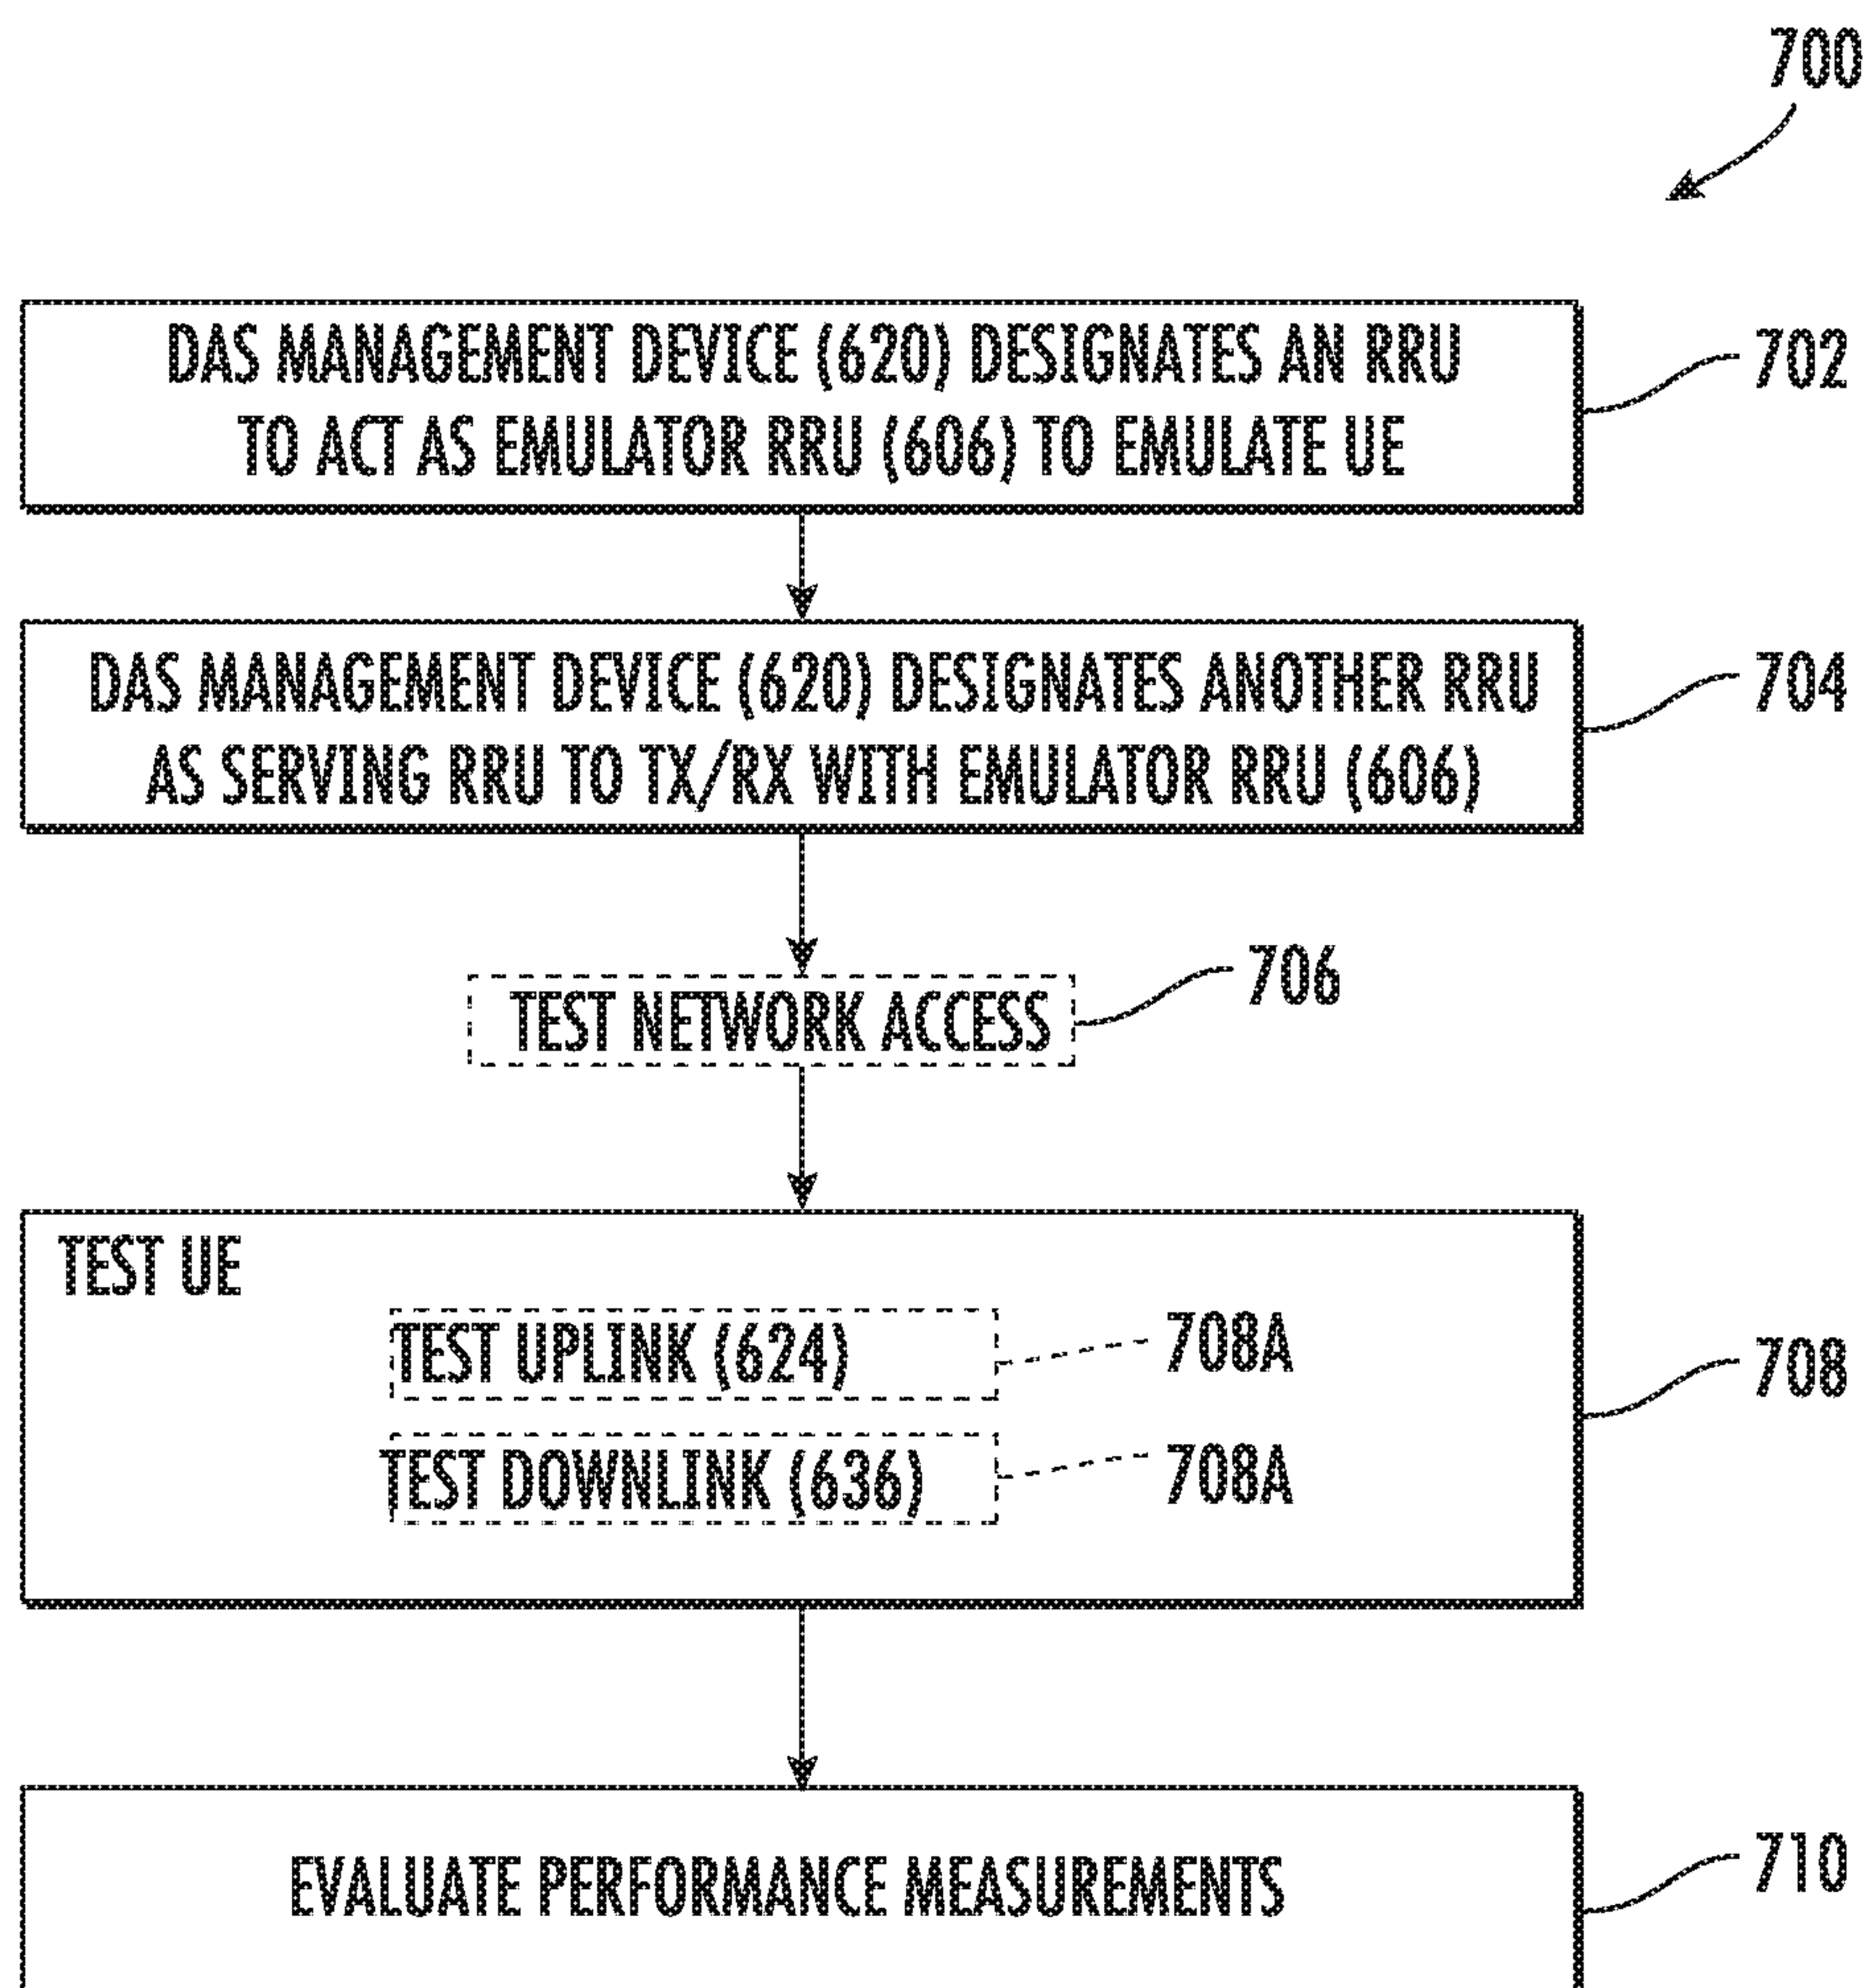 700
DAS MANAGEMENT DEVICE (620) DESIGNATES AN RRU
TO ACT AS EMULATOR RRU (606) TO EMULATE UE
702
DAS MANAGEMENT DEVICE (620) DESIGNATES ANOTHER RRU
AS SERVING RRU TO TX/RX WITH EMULATOR RRU (606)
704
TEST NETWORK ACCESS
706
TEST UE
TEST UPLINK (624)
708A
TEST DOWNLINK (636)
708A
708
EVALUATE PERFORMANCE MEASUREMENTS
710